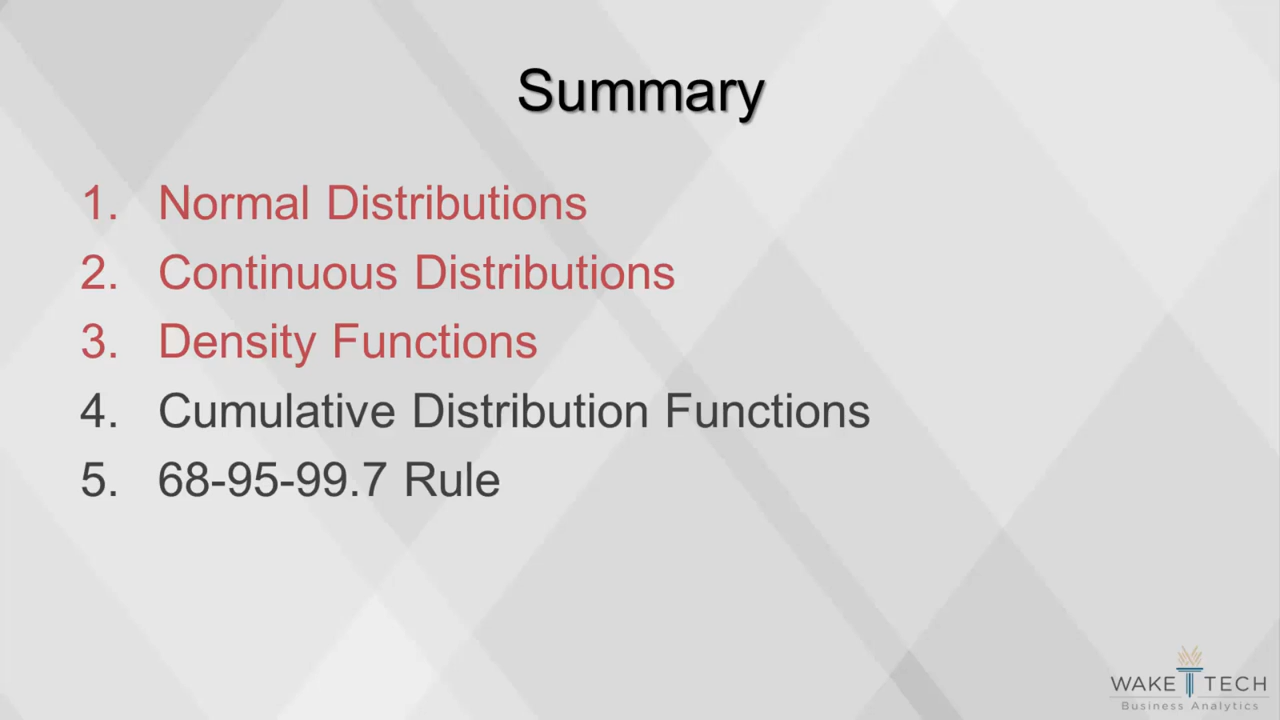 Summary
1. Normal Distributions
2. Continuous Distributions
3. Density Functions
4. Cumulative Distribution Functions
5. 68-95-99.7 Rule
WAKE TECH
Business Analytics